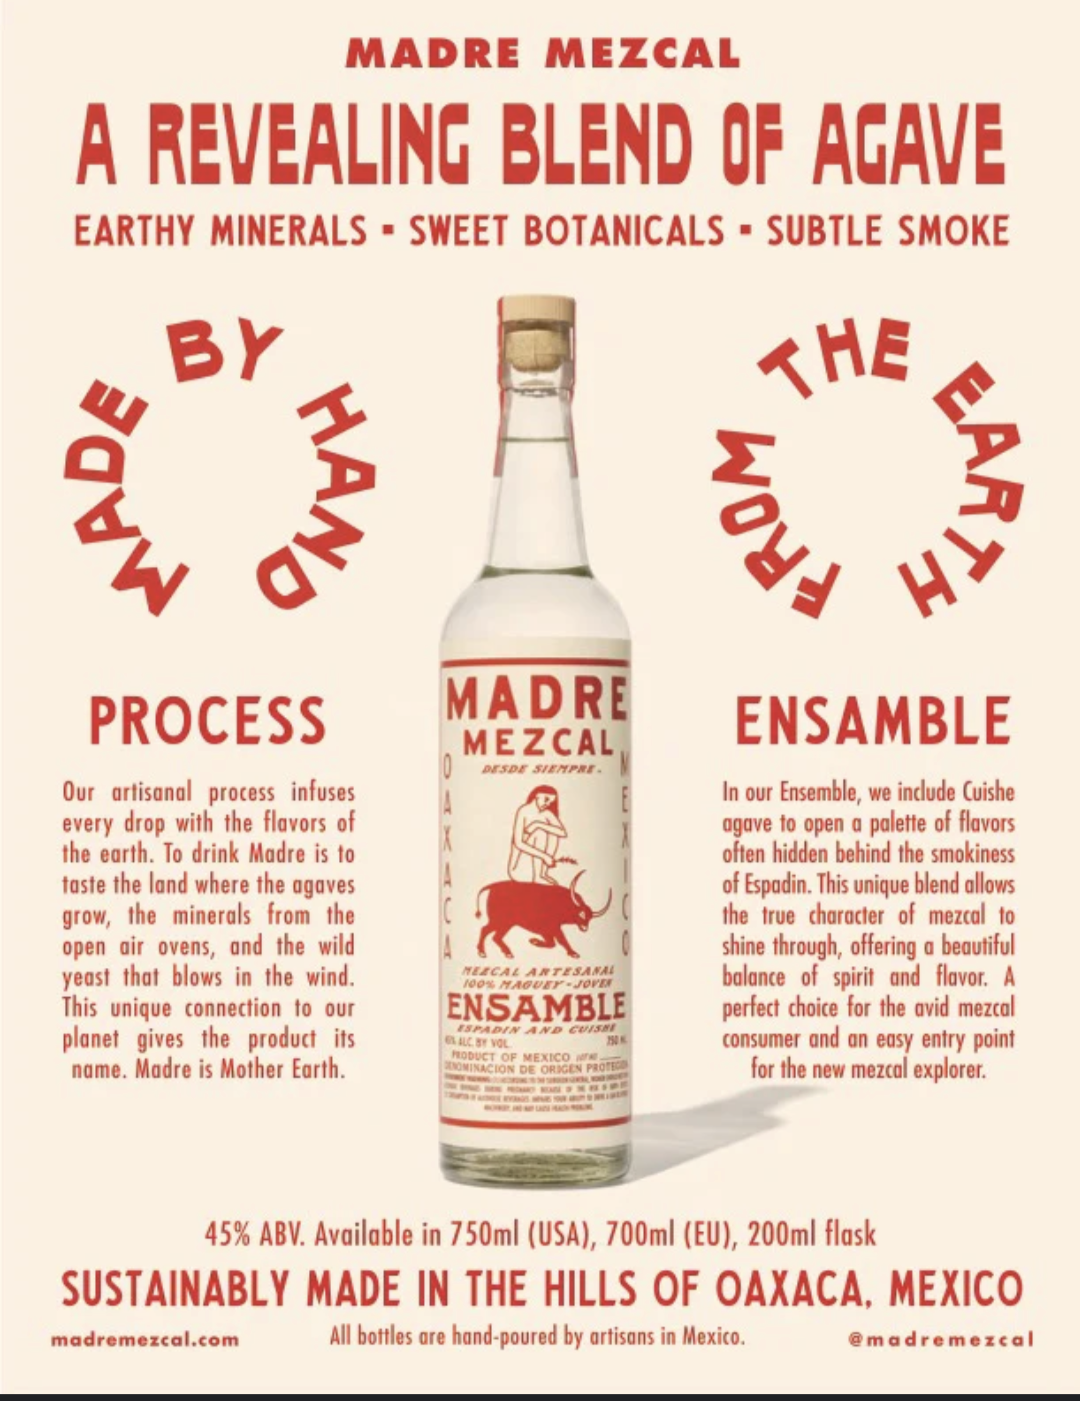 MADRE MEZCAL
A REVEALING BLEND OF AGAVE
EARTHY MINERALS ▪ SWEET BOTANICALS ▪ SUBTLE SMOKE
MADE BY HAND
FROM THE EARTH
PROCESS
Our artisanal process infuses
every drop with the flavors of
the earth. To drink Madre is to
taste the land where the agaves
grow, the minerals from the
open air ovens, and the wild
yeast that blows in the wind.
This unique connection to our
planet gives the product its
name. Madre is Mother Earth.
MADRE
MEZCAL
DESDE SIEMPRE.
OAXACA
MEXICO
MEZCAL ARTESANAL
100% MAGUEY - JOVEN
ENSAMBLE
ESPADIN AND CUISHE
45% ALC. BY VOL.
750 ML
PRODUCT OF MEXICO LOT NO
DENOMINACION DE ORIGEN PROTEGIDA
ENSAMBLE
In our Ensemble, we include Cuishe
agave to open a palette of flavors
often hidden behind the smokiness
of Espadin. This unique blend allows
the true character of mezcal to
shine through, offering a beautiful
balance of spirit and flavor. A
perfect choice for the avid mezcal
consumer and an easy entry point
for the new mezcal explorer.
45% ABV. Available in 750ml (USA), 700ml (EU), 200ml flask
SUSTAINABLY MADE IN THE HILLS OF OAXACA, MEXICO
madremezcal.com
All bottles are hand-poured by artisans in Mexico.
@madremezcal